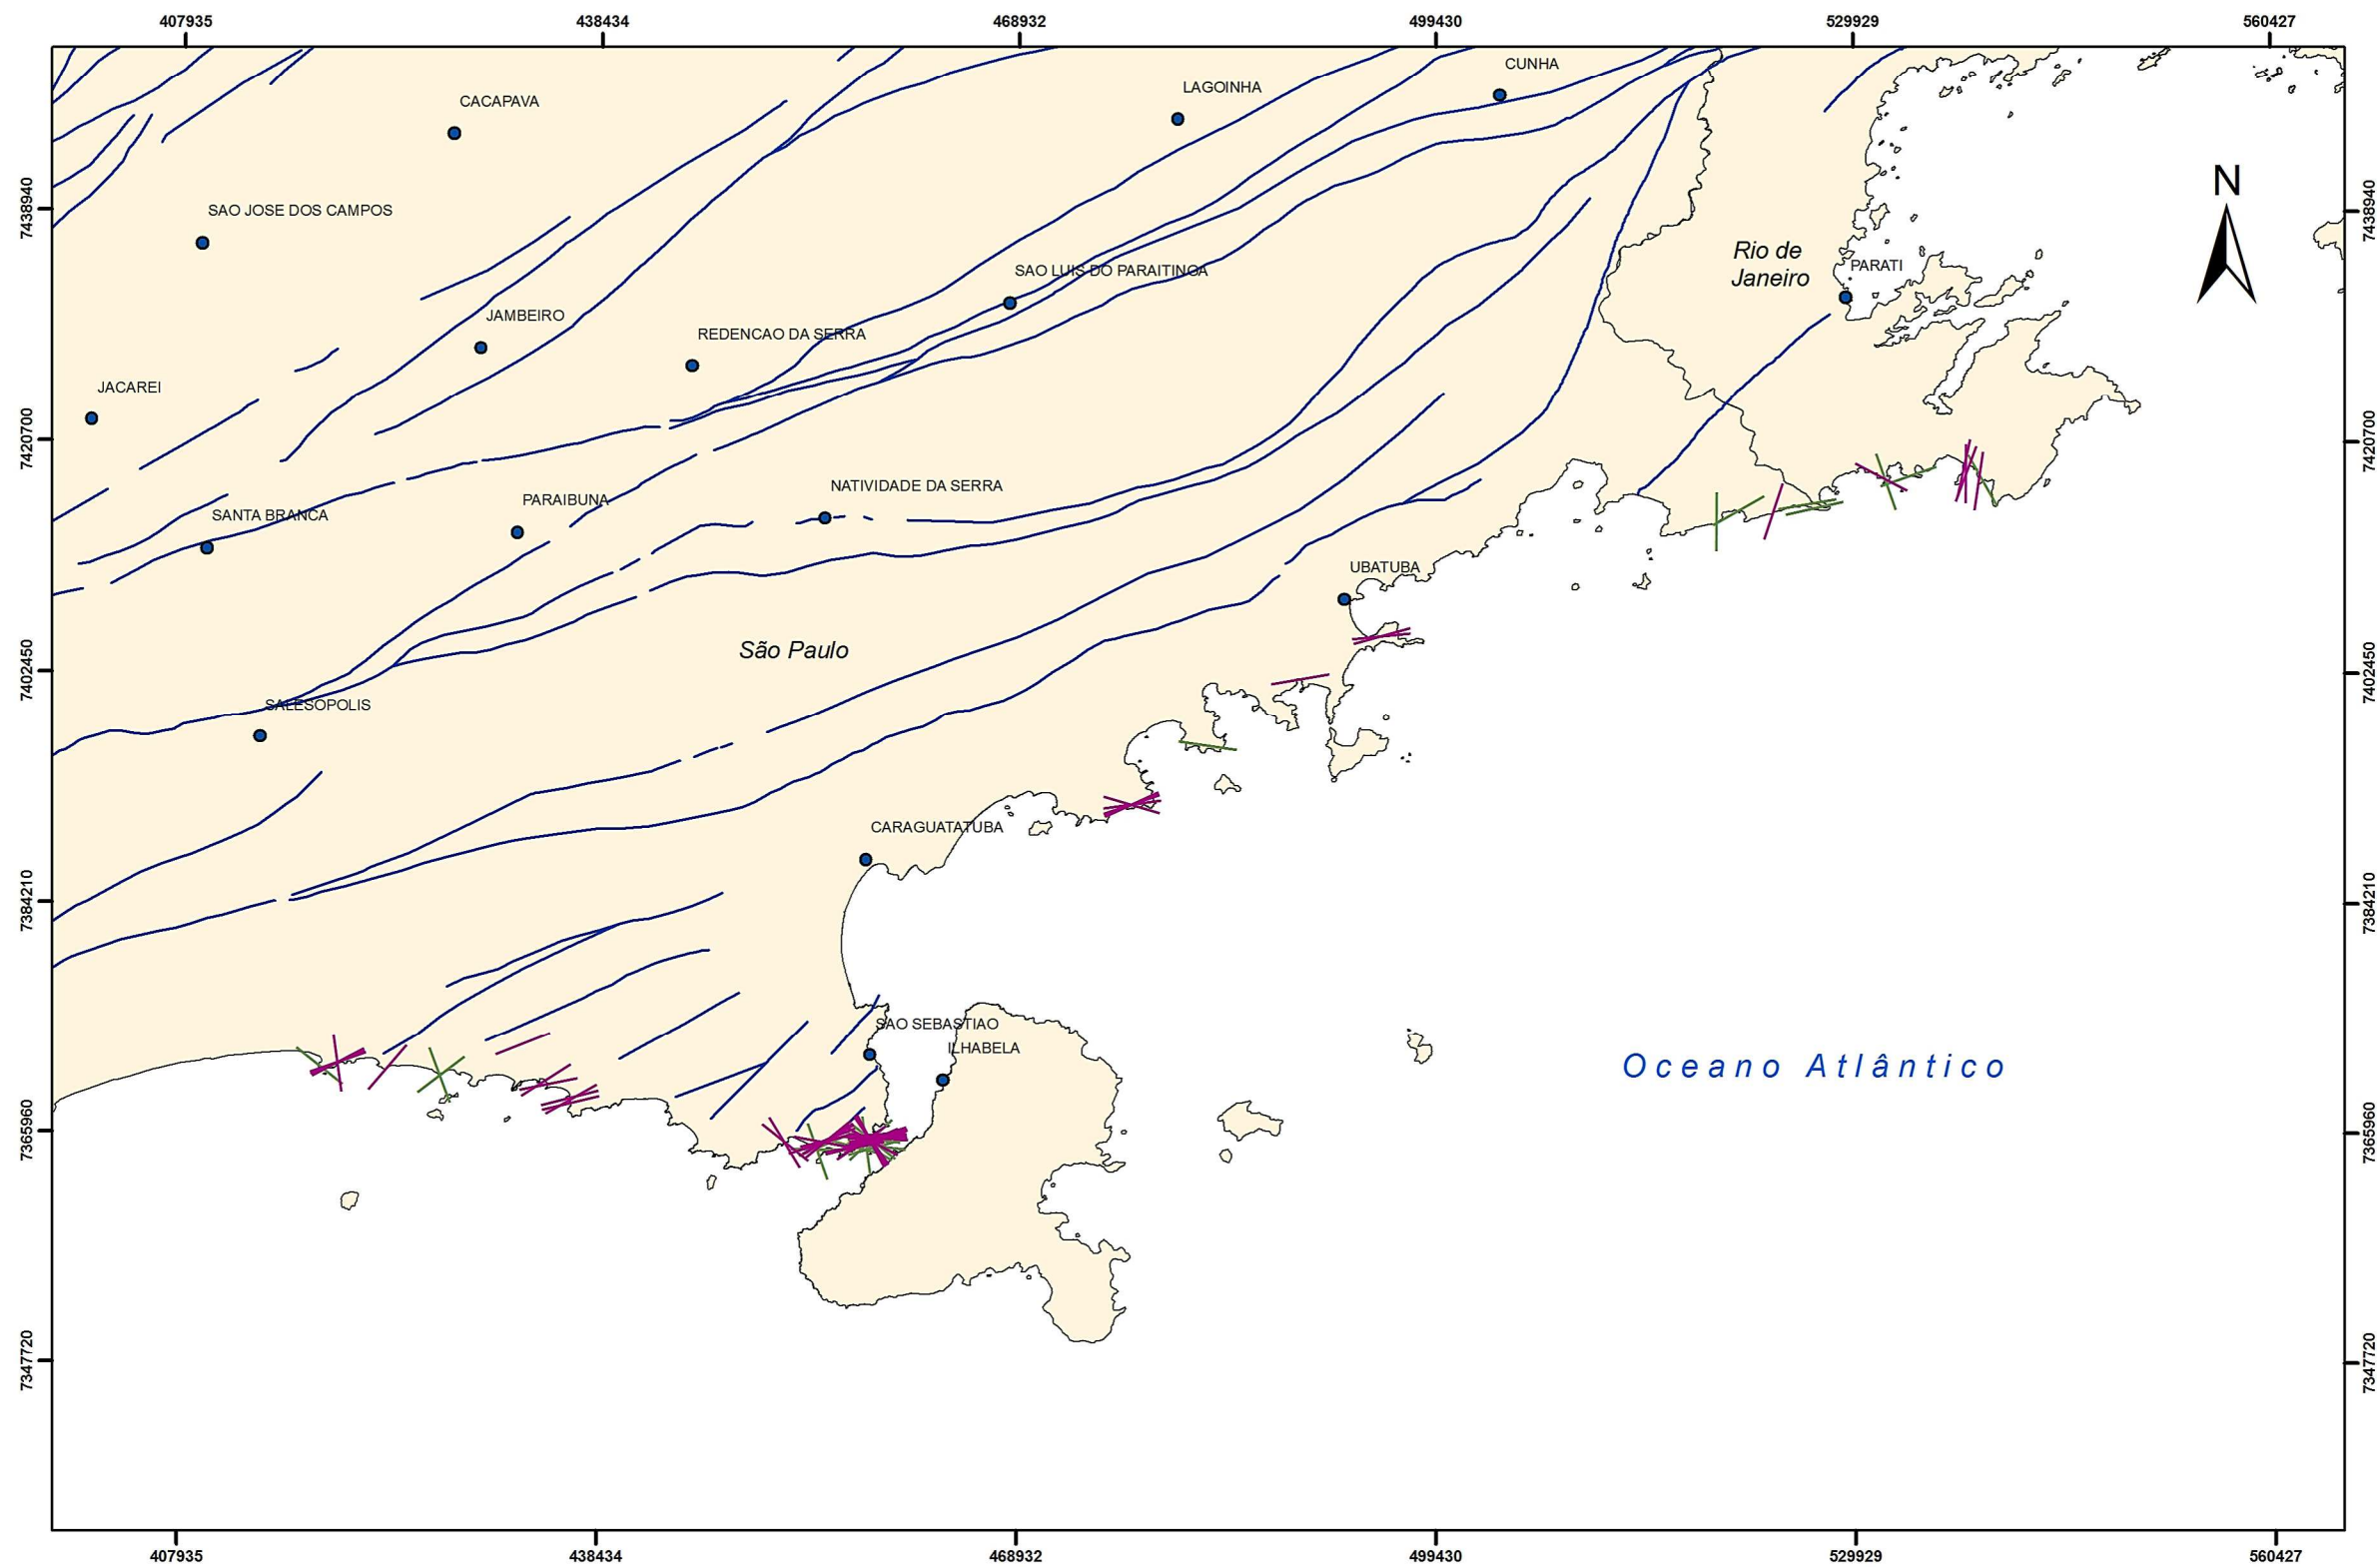 407935 438434 468932 499430 529929 560427
CUNHA
LAGOINHA
CACAPAVA
N
7438940
7438940
SAO JOSE DOS CAMPOS
Rio de
Janeiro
PARATI
SAO LUIS DO PARAITINGA
JAMBEIRO
REDENCAO DA SERRA
JACAREI
7420700
7420700
NATIVIDADE DA SERRA
PARAIBUNA
SANTA BRANCA
UBATUBA
São Paulo
7402450
7402450
SALESOPOLIS
CARAGUATATUBA
7384210
7384210
SAO SEBASTIAO
ILHABELA
Oceano Atlântico
7365960
7365960
7347720
7347720
407935 438434 468932 499430 529929 560427